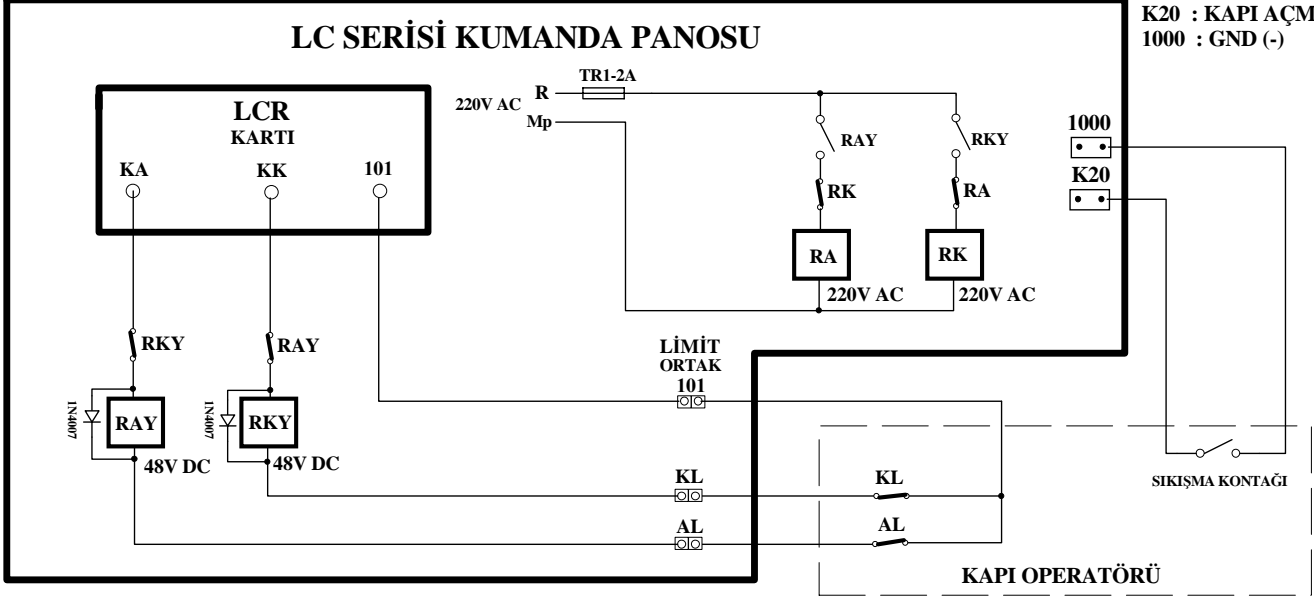 K20 : KAPI AÇM
1000 : GND (-)
LC SERİSİ KUMANDA PANOSU
LCR
KARTI
KA
KK
101
TR1-2A
220V AC
R
Mp
RAY
RKY
RK
RA
RA
RK
220V AC
220V AC
1000
K20
RKY
RAY
1N4007
RAY
48V DC
1N4007
RKY
48V DC
LİMİT
ORTAK
101
KL
AL
KL
AL
SIKIŞMA KONTAĞI
KAPI OPERATÖRÜ